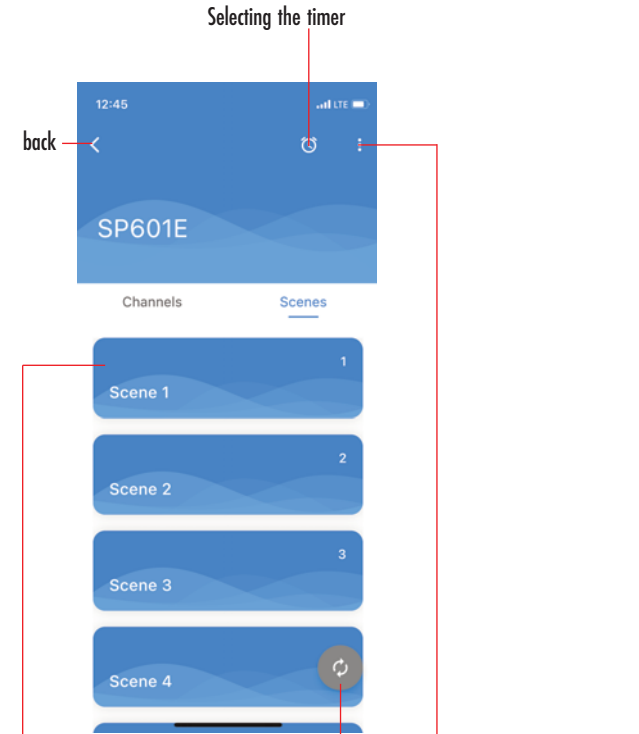 Selecting the timer
12:45
LTE
back
SP601E
Channels
Scenes
1
Scene 1
2
Scene 2
3
Scene 3
Scene 4